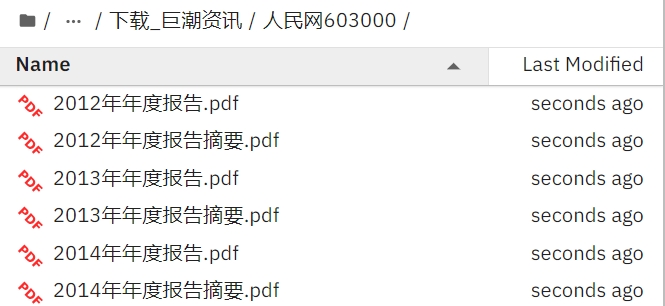 / ··· / 下载_巨潮资讯 / 人民网603000 /
Name Last Modified
PDF 2012年年度报告.pdf seconds ago
PDF 2012年年度报告摘要.pdf seconds ago
PDF 2013年年度报告.pdf seconds ago
PDF 2013年年度报告摘要.pdf seconds ago
PDF 2014年年度报告.pdf seconds ago
PDF 2014年年度报告摘要.pdf seconds ago